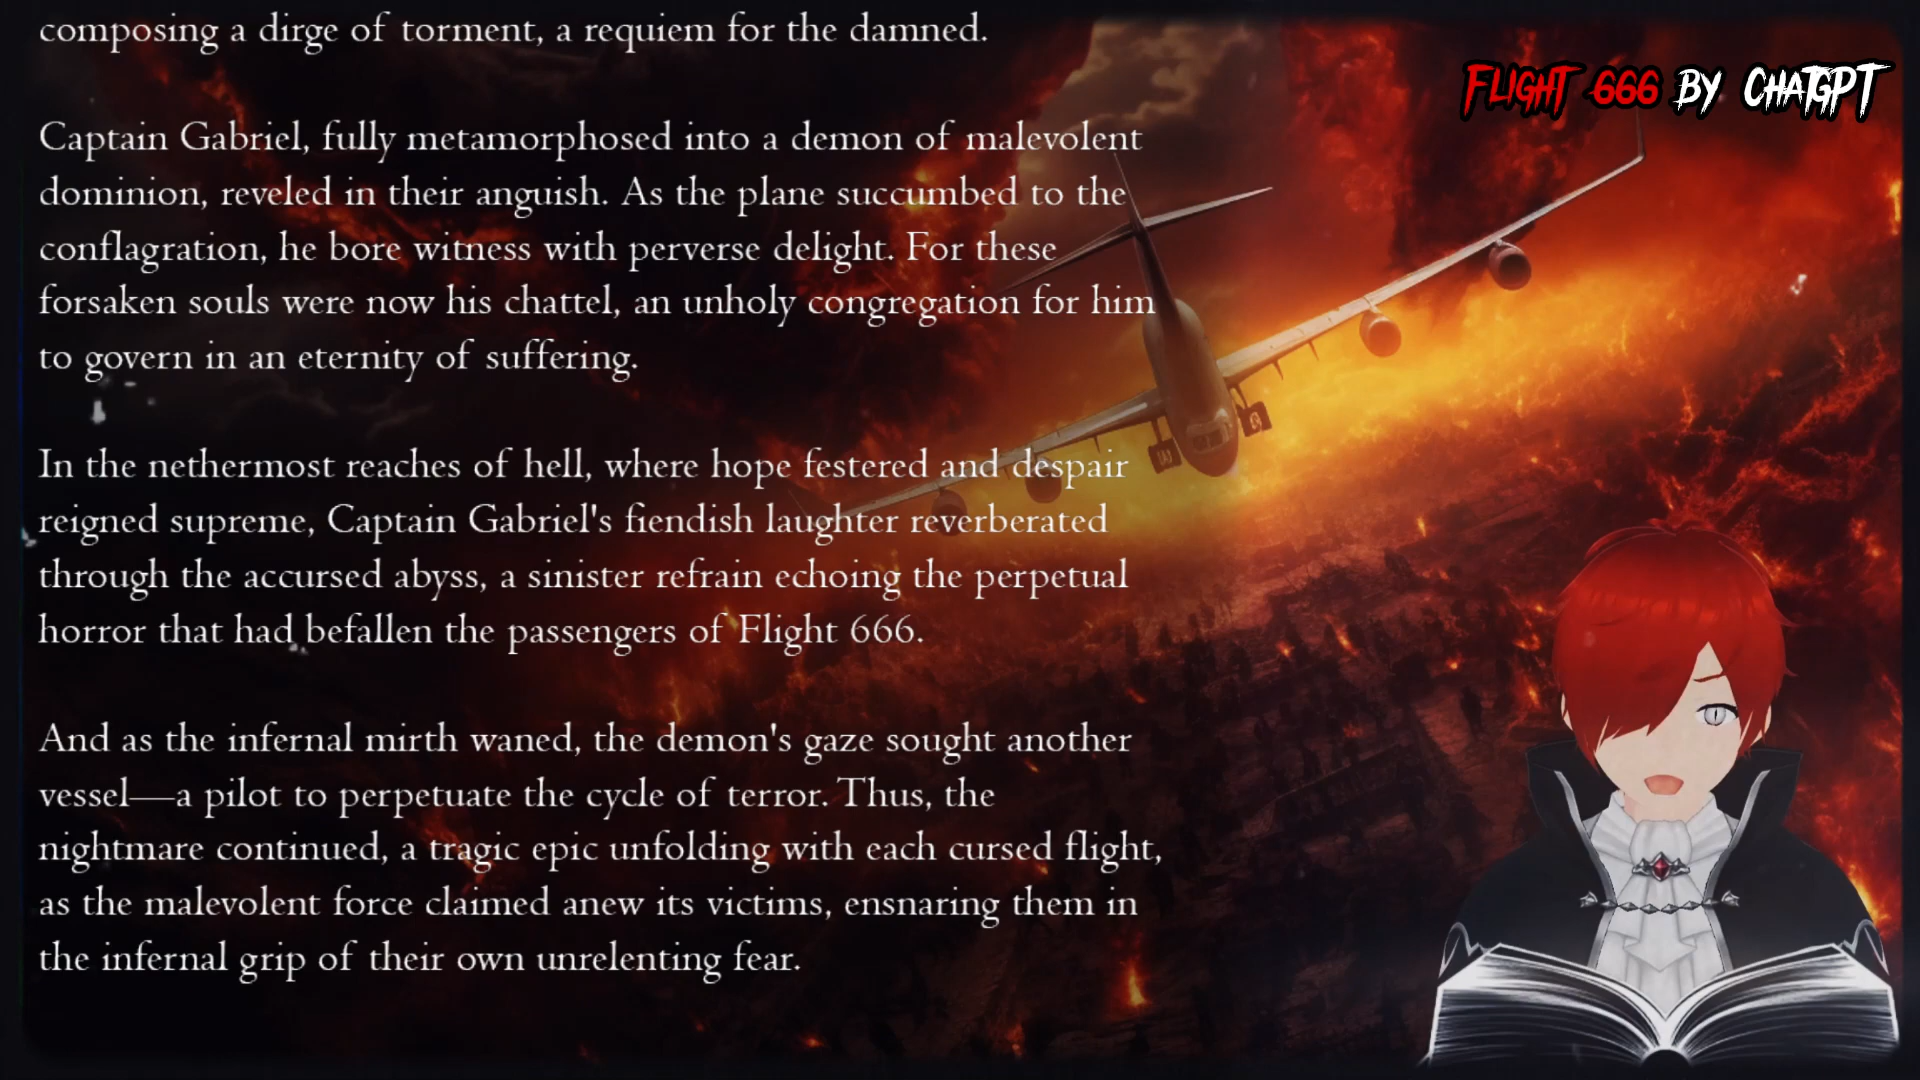 composing a dirge of torment, a requiem for the damned.
FLIGHT 666 BY CHATGPT
Captain Gabriel, fully metamorphosed into a demon of malevolent
dominion, reveled in their anguish. As the plane succumbed to the
conflagration, he bore witness with perverse delight. For these
forsaken souls were now his chattel, an unholy congregation for him
to govern in an eternity of suffering.
In the nethermost reaches of hell, where hope festered and despair
reigned supreme, Captain Gabriel's fiendish laughter reverberated
through the accursed abyss, a sinister refrain echoing the perpetual
horror that had befallen the passengers of Flight 666.
And as the infernal mirth waned, the demon's gaze sought another
vessel—a pilot to perpetuate the cycle of terror. Thus, the
nightmare continued, a tragic epic unfolding with each cursed flight,
as the malevolent force claimed anew its victims, ensnaring them in
the infernal grip of their own unrelenting fear.